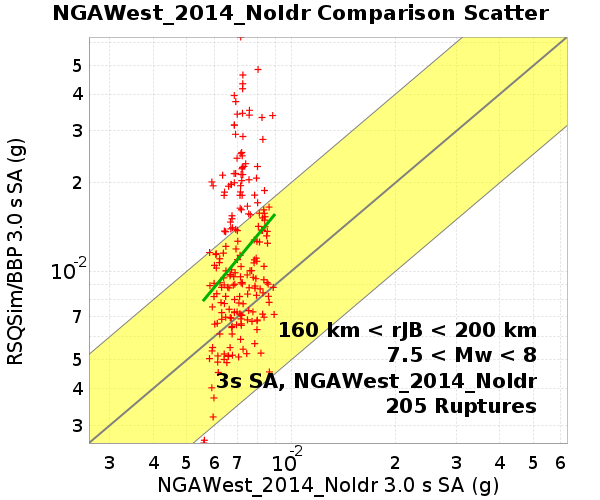 NGAWest_2014_NoIdr Comparison Scatter
RSQSim/BBP 3.0 s SA (g)
5
4
3
2
10-2
7
5
4
3
160 km < rJB < 200 km
7.5 < Mw < 8
3s SA, NGAWest_2014_NoIdr
205 Ruptures
3 4 5 6 7 10-2 2 3 4 5 6
NGAWest_2014_NoIdr 3.0 s SA (g)